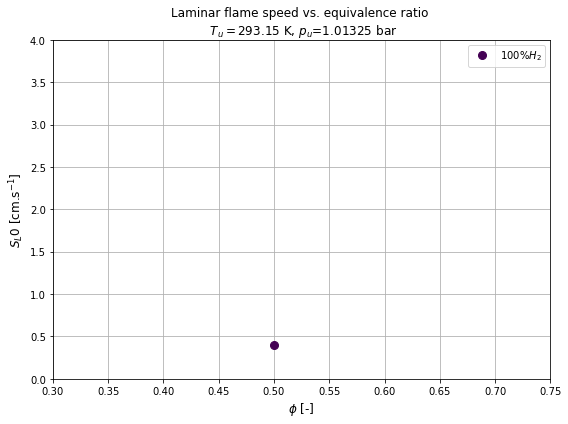 Laminar flame speed vs. equivalence ratio
$T_u = 293.15$ K, $p_u$=1.01325 bar
100%$H_2$
4.0
3.5
3.0
2.5
2.0
1.5
1.0
0.5
0.0
$S_L0$ [cm.s$^{-1}$]
0.30 0.35 0.40 0.45 0.50 0.55 0.60 0.65 0.70 0.75
$\phi$ [-]